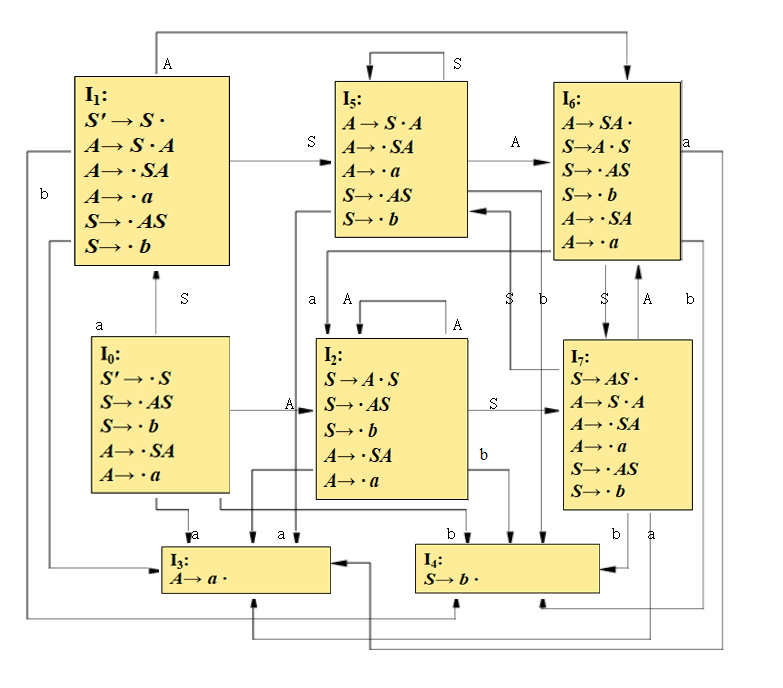 A
S
I₁:
S′ → S ·
A→ S · A
A→ · SA
A→ · a
S→ · AS
S→ · b
I₅:
A → S · A
A→ · SA
A→ · a
S→ · AS
S→ · b
I₆:
A→ SA ·
S→A · S
S→ · AS
S→ · b
A→ · SA
A→ · a
S
A
a
b
S
a
a
A
S
b
S
A
b
A
I₀:
S′ → · S
S→ · AS
S→ · b
A→ · SA
A→ · a
A
I₂:
S → A · S
S→ · AS
S→ · b
A→ · SA
A→ · a
S
b
I₇:
S→ AS ·
A→ S · A
A→ · SA
A→ · a
S→ · AS
S→ · b
a
a
b
b
a
I₃:
A→ a ·
I₄:
S→ b ·